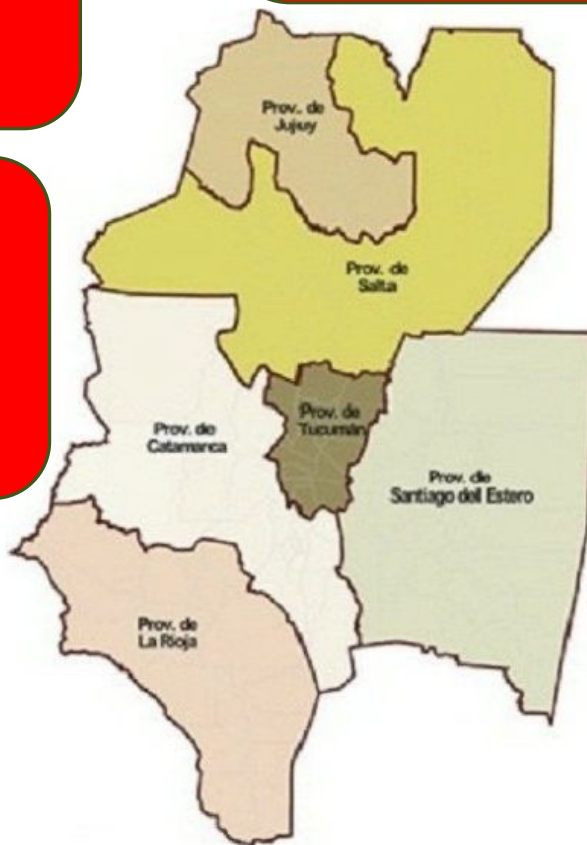 Prov. de
Jujuy
Prov. de
Salta
Prov. de
Tucumán
Prov. de
Catamarca
Prov. de
Santiago del Estero
Prov. de
La Rioja